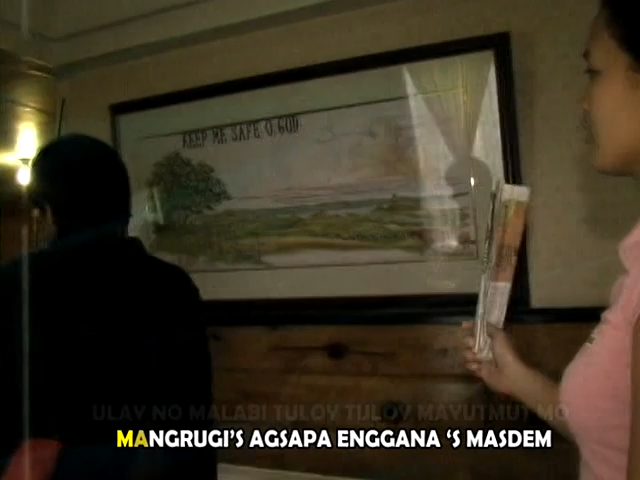 KEEP ME SAFE O GOD
ULAY NO MALABI TULOY TULOY MAYUTMUT MO
MANGRUGI'S AGSAPA ENGGANA 'S MASDEM